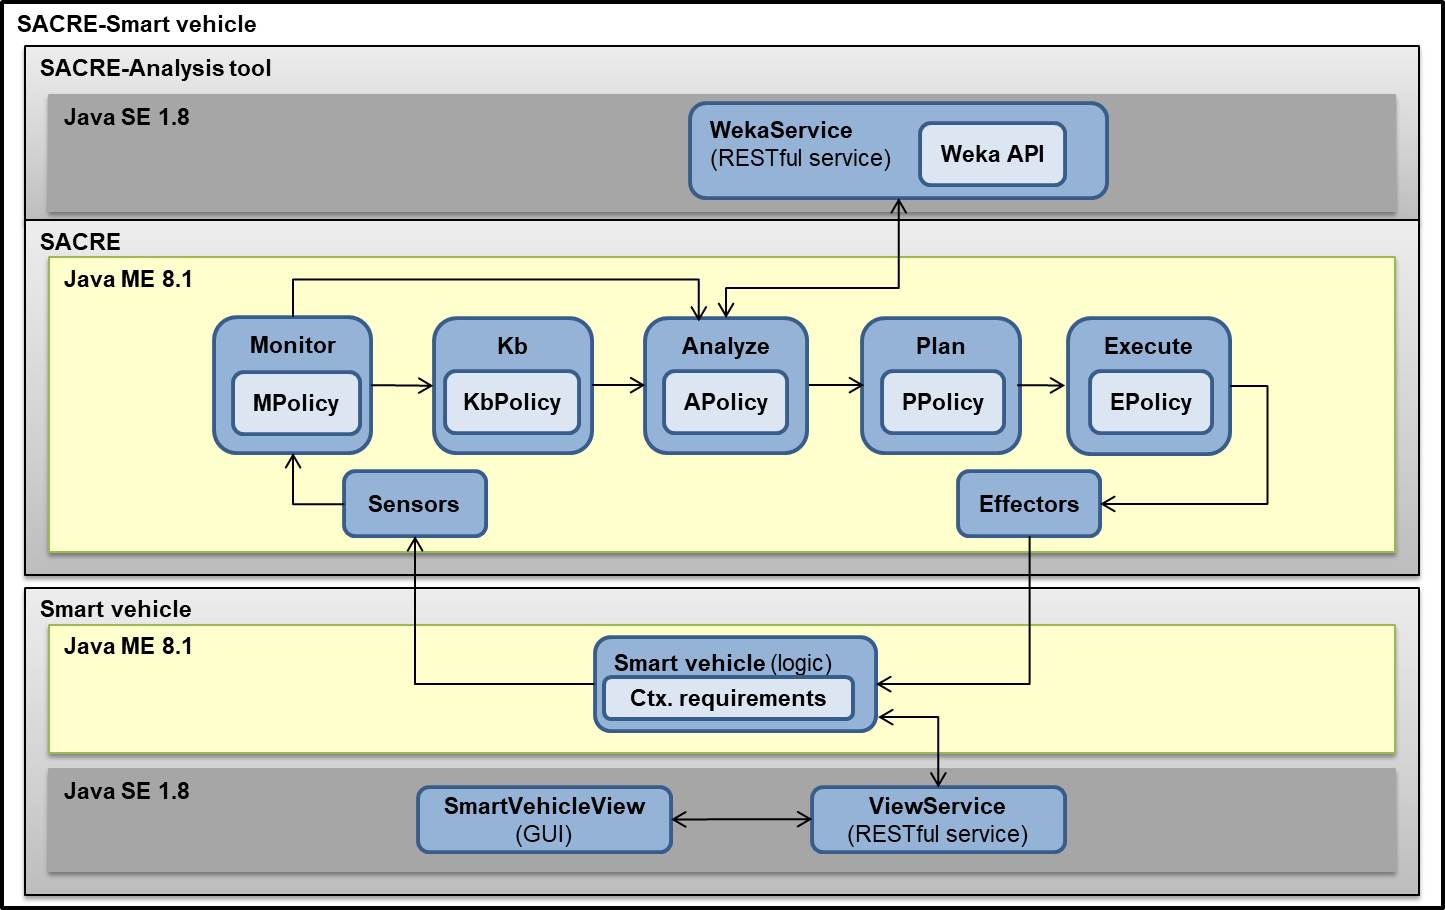 SACRE-Smart vehicle
SACRE-Analysis tool
Java SE 1.8
WekaService
(RESTful service)
Weka API
SACRE
Java ME 8.1
Monitor
MPolicy
Kb
KbPolicy
Analyze
APolicy
Plan
PPolicy
Execute
EPolicy
Sensors
Effectors
Smart vehicle
Java ME 8.1
Smart vehicle (logic)
Ctx. requirements
Java SE 1.8
SmartVehicleView
(GUI)
ViewService
(RESTful service)